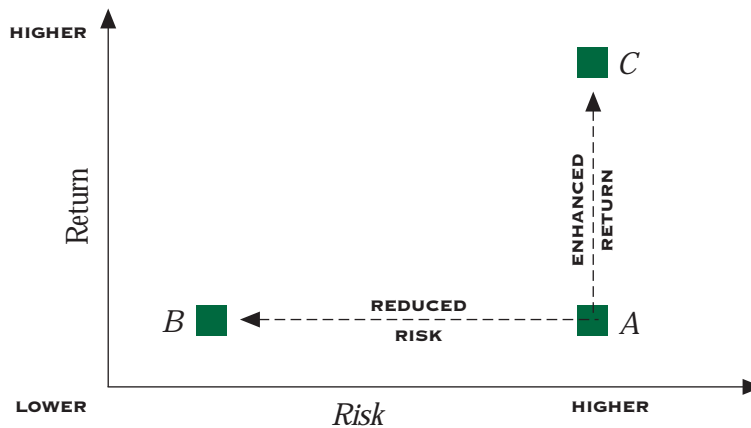 HIGHER
C
Return
ENHANCED
RETURN
B
REDUCED
RISK
A
LOWER
Risk
HIGHER